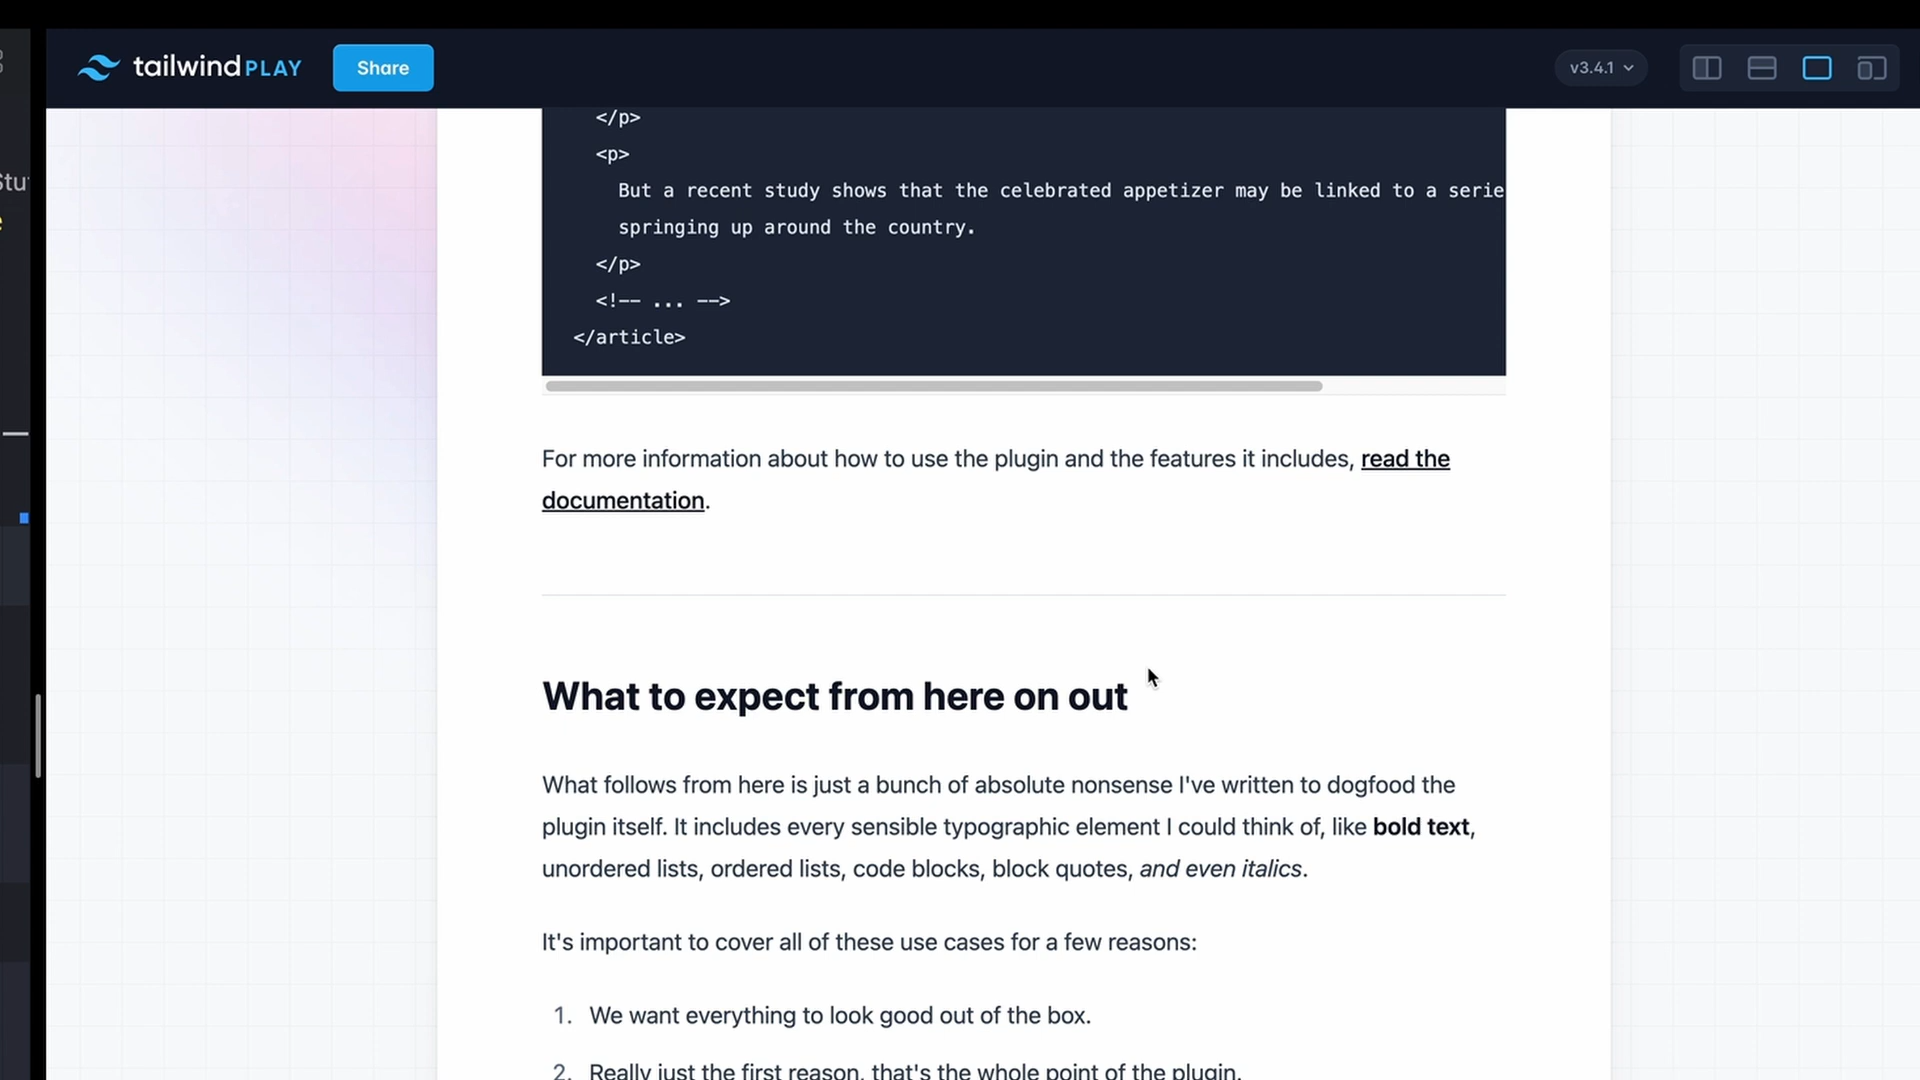 tailwind PLAY
Share
v3.4.1
Stu
</p>
<p>
But a recent study shows that the celebrated appetizer may be linked to a serie
springing up around the country.
</p>
<!-- ... -->
</article>
For more information about how to use the plugin and the features it includes, read the
documentation.
What to expect from here on out
What follows from here is just a bunch of absolute nonsense I've written to dogfood the
plugin itself. It includes every sensible typographic element I could think of, like bold text,
unordered lists, ordered lists, code blocks, block quotes, and even italics.
It's important to cover all of these use cases for a few reasons:
1. We want everything to look good out of the box.
2. Really just the first reason, that's the whole point of the plugin.